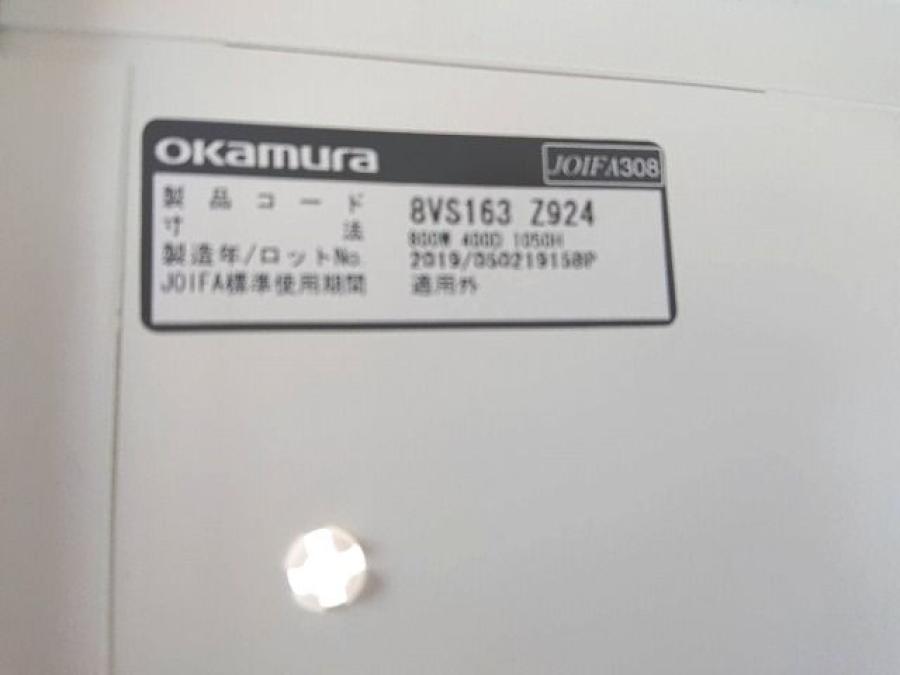 okamura
JOIFA308
製品コード 8VS163 Z924
寸法 800W 400D 1050H
製造年/ロットNo. 2019/050219158P
JOIFA標準使用期間 適用外